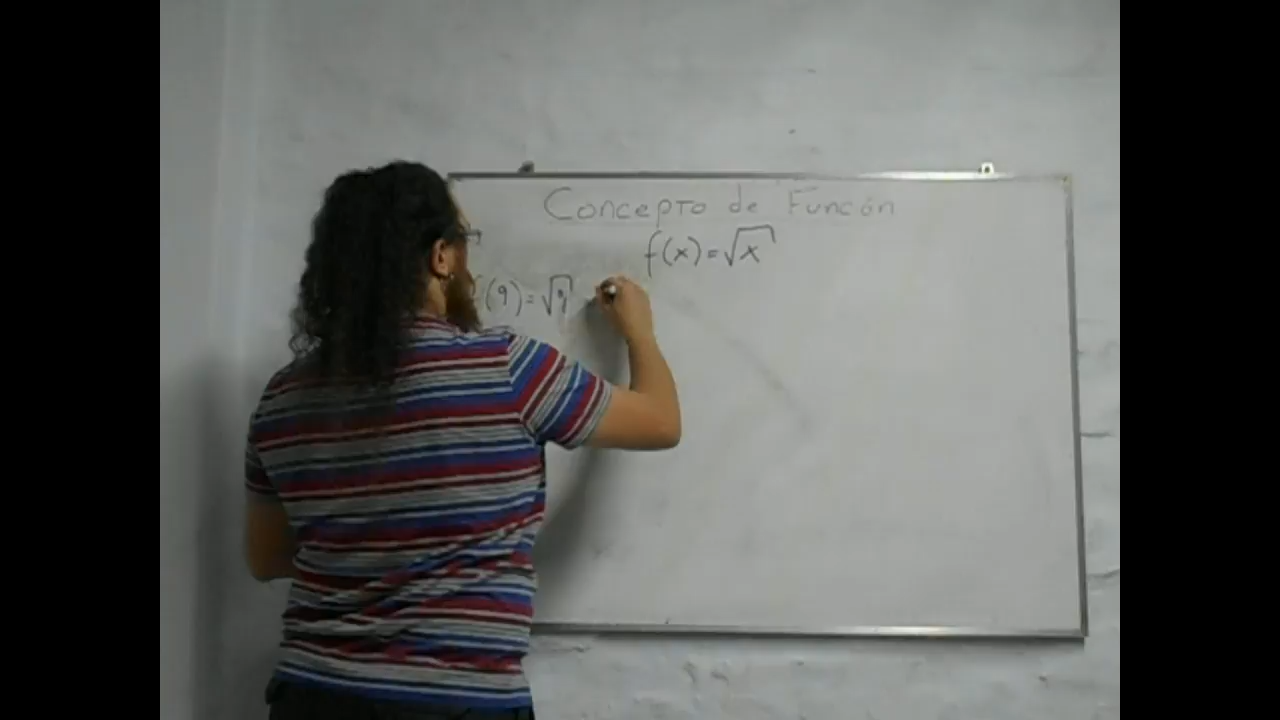 Concepto de Funcón
f(x)=√x
f(9)=√9